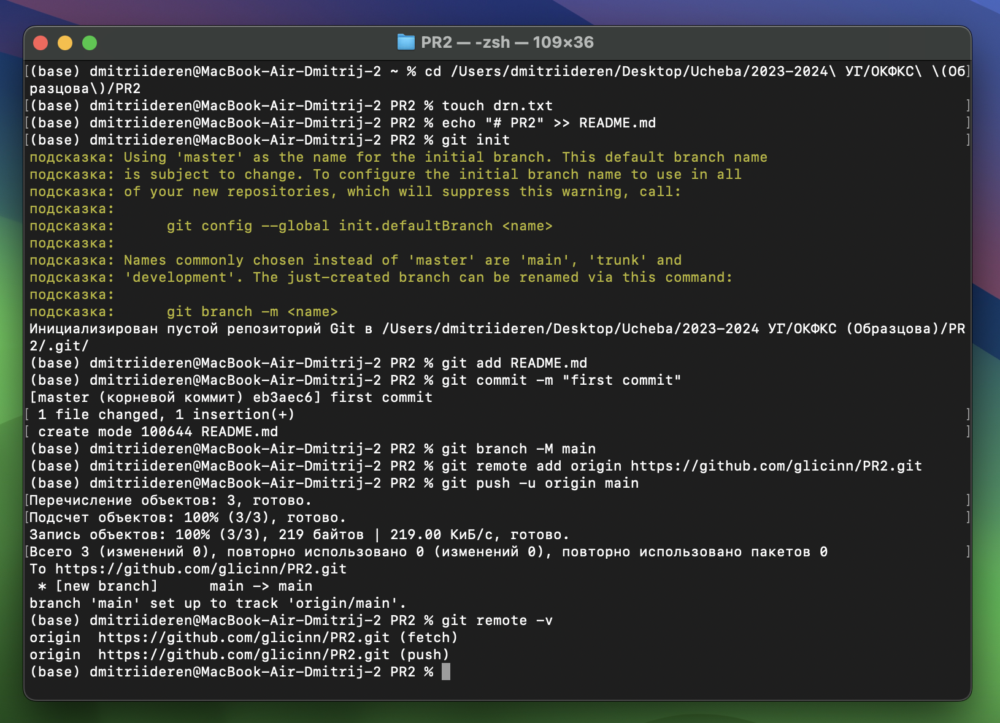 PR2 — -zsh — 109×36
[(base) dmitriideren@MacBook-Air-Dmitrij-2 ~ % cd /Users/dmitriideren/Desktop/Ucheba/2023-2024\ УГ/ОКФКС\ \(Об]
разцова\)/PR2
[(base) dmitriideren@MacBook-Air-Dmitrij-2 PR2 % touch drn.txt ]
[(base) dmitriideren@MacBook-Air-Dmitrij-2 PR2 % echo "# PR2" >> README.md ]
[(base) dmitriideren@MacBook-Air-Dmitrij-2 PR2 % git init ]
подсказка: Using 'master' as the name for the initial branch. This default branch name
подсказка: is subject to change. To configure the initial branch name to use in all
подсказка: of your new repositories, which will suppress this warning, call:
подсказка:
подсказка: git config --global init.defaultBranch <name>
подсказка:
подсказка: Names commonly chosen instead of 'master' are 'main', 'trunk' and
подсказка: 'development'. The just-created branch can be renamed via this command:
подсказка:
подсказка: git branch -m <name>
Инициализирован пустой репозиторий Git в /Users/dmitriideren/Desktop/Ucheba/2023-2024 УГ/ОКФКС (Образцова)/PR
2/.git/
(base) dmitriideren@MacBook-Air-Dmitrij-2 PR2 % git add README.md
(base) dmitriideren@MacBook-Air-Dmitrij-2 PR2 % git commit -m "first commit"
[master (корневой коммит) eb3aec6] first commit
[ 1 file changed, 1 insertion(+) ]
[ create mode 100644 README.md ]
(base) dmitriideren@MacBook-Air-Dmitrij-2 PR2 % git branch -M main
(base) dmitriideren@MacBook-Air-Dmitrij-2 PR2 % git remote add origin https://github.com/glicinn/PR2.git
(base) dmitriideren@MacBook-Air-Dmitrij-2 PR2 % git push -u origin main
[Перечисление объектов: 3, готово. ]
[Подсчет объектов: 100% (3/3), готово. ]
Запись объектов: 100% (3/3), 219 байтов | 219.00 КиБ/с, готово.
[Всего 3 (изменений 0), повторно использовано 0 (изменений 0), повторно использовано пакетов 0 ]
To https://github.com/glicinn/PR2.git
* [new branch] main -> main
branch 'main' set up to track 'origin/main'.
(base) dmitriideren@MacBook-Air-Dmitrij-2 PR2 % git remote -v
origin https://github.com/glicinn/PR2.git (fetch)
origin https://github.com/glicinn/PR2.git (push)
(base) dmitriideren@MacBook-Air-Dmitrij-2 PR2 %